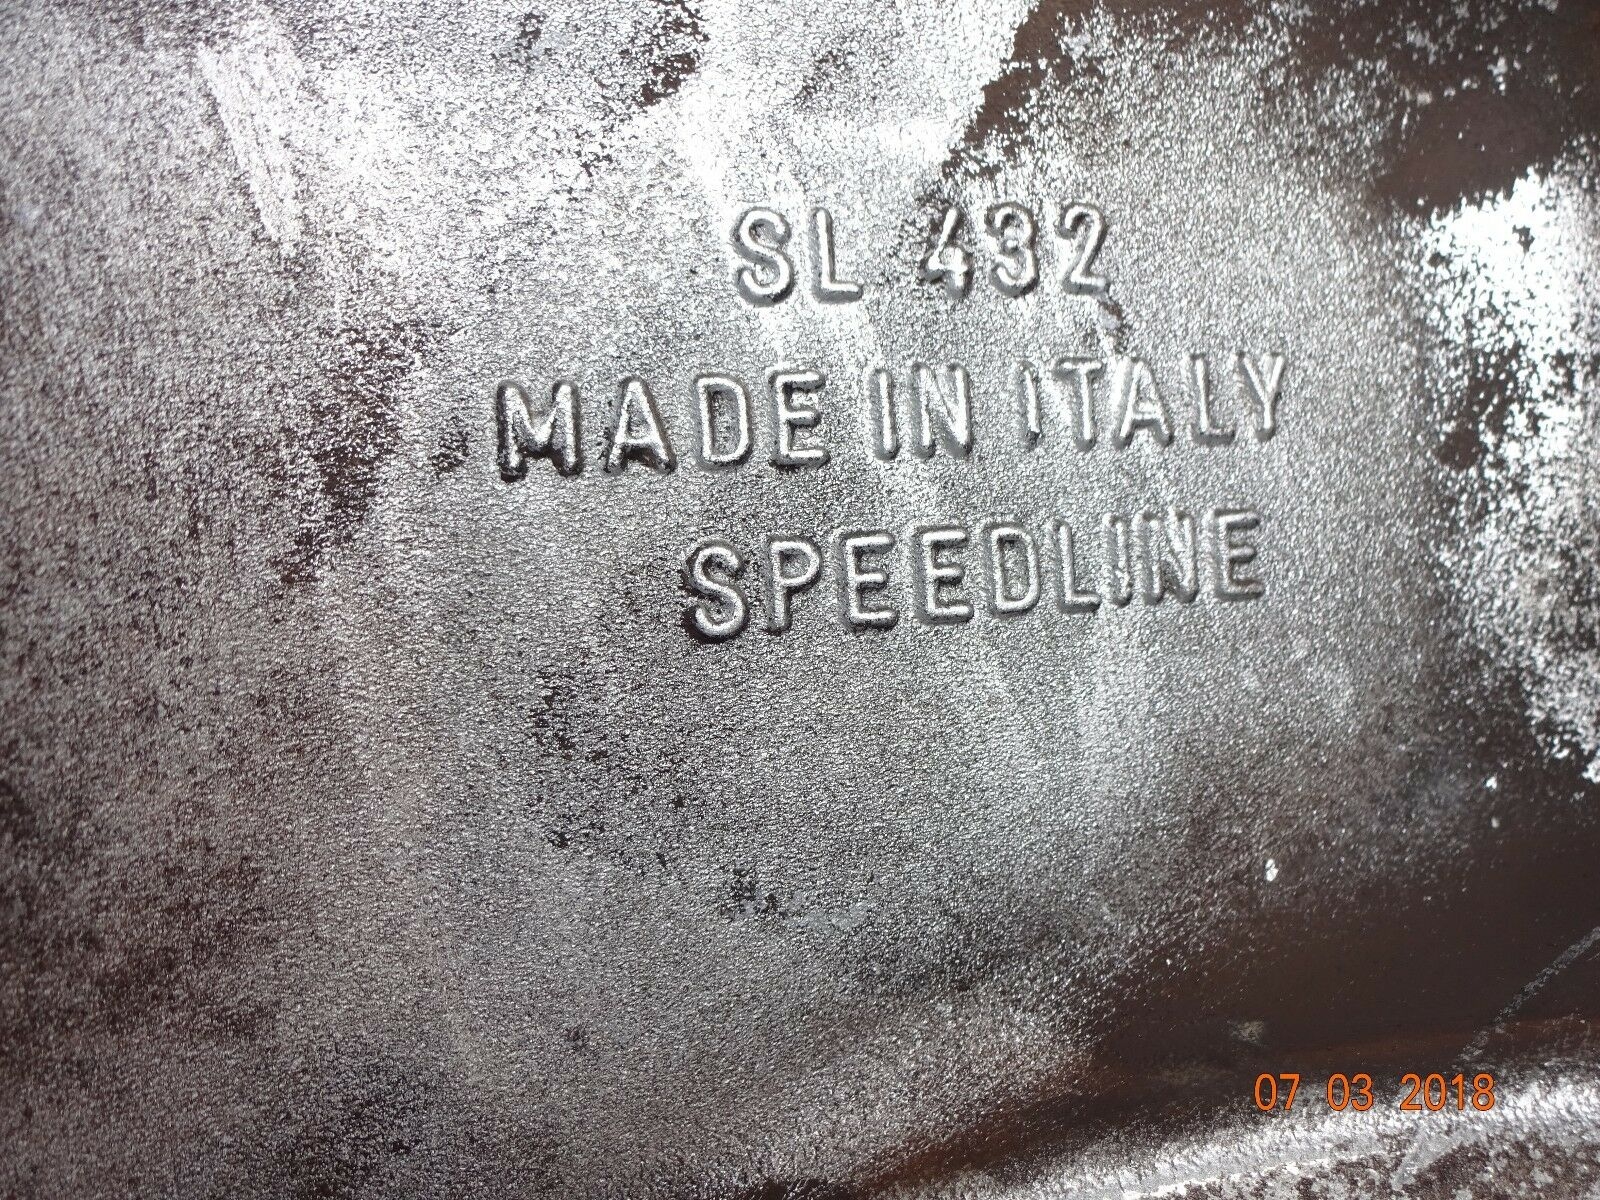 SL 432
MADE IN ITALY
SPEEDLINE
07 03 2018